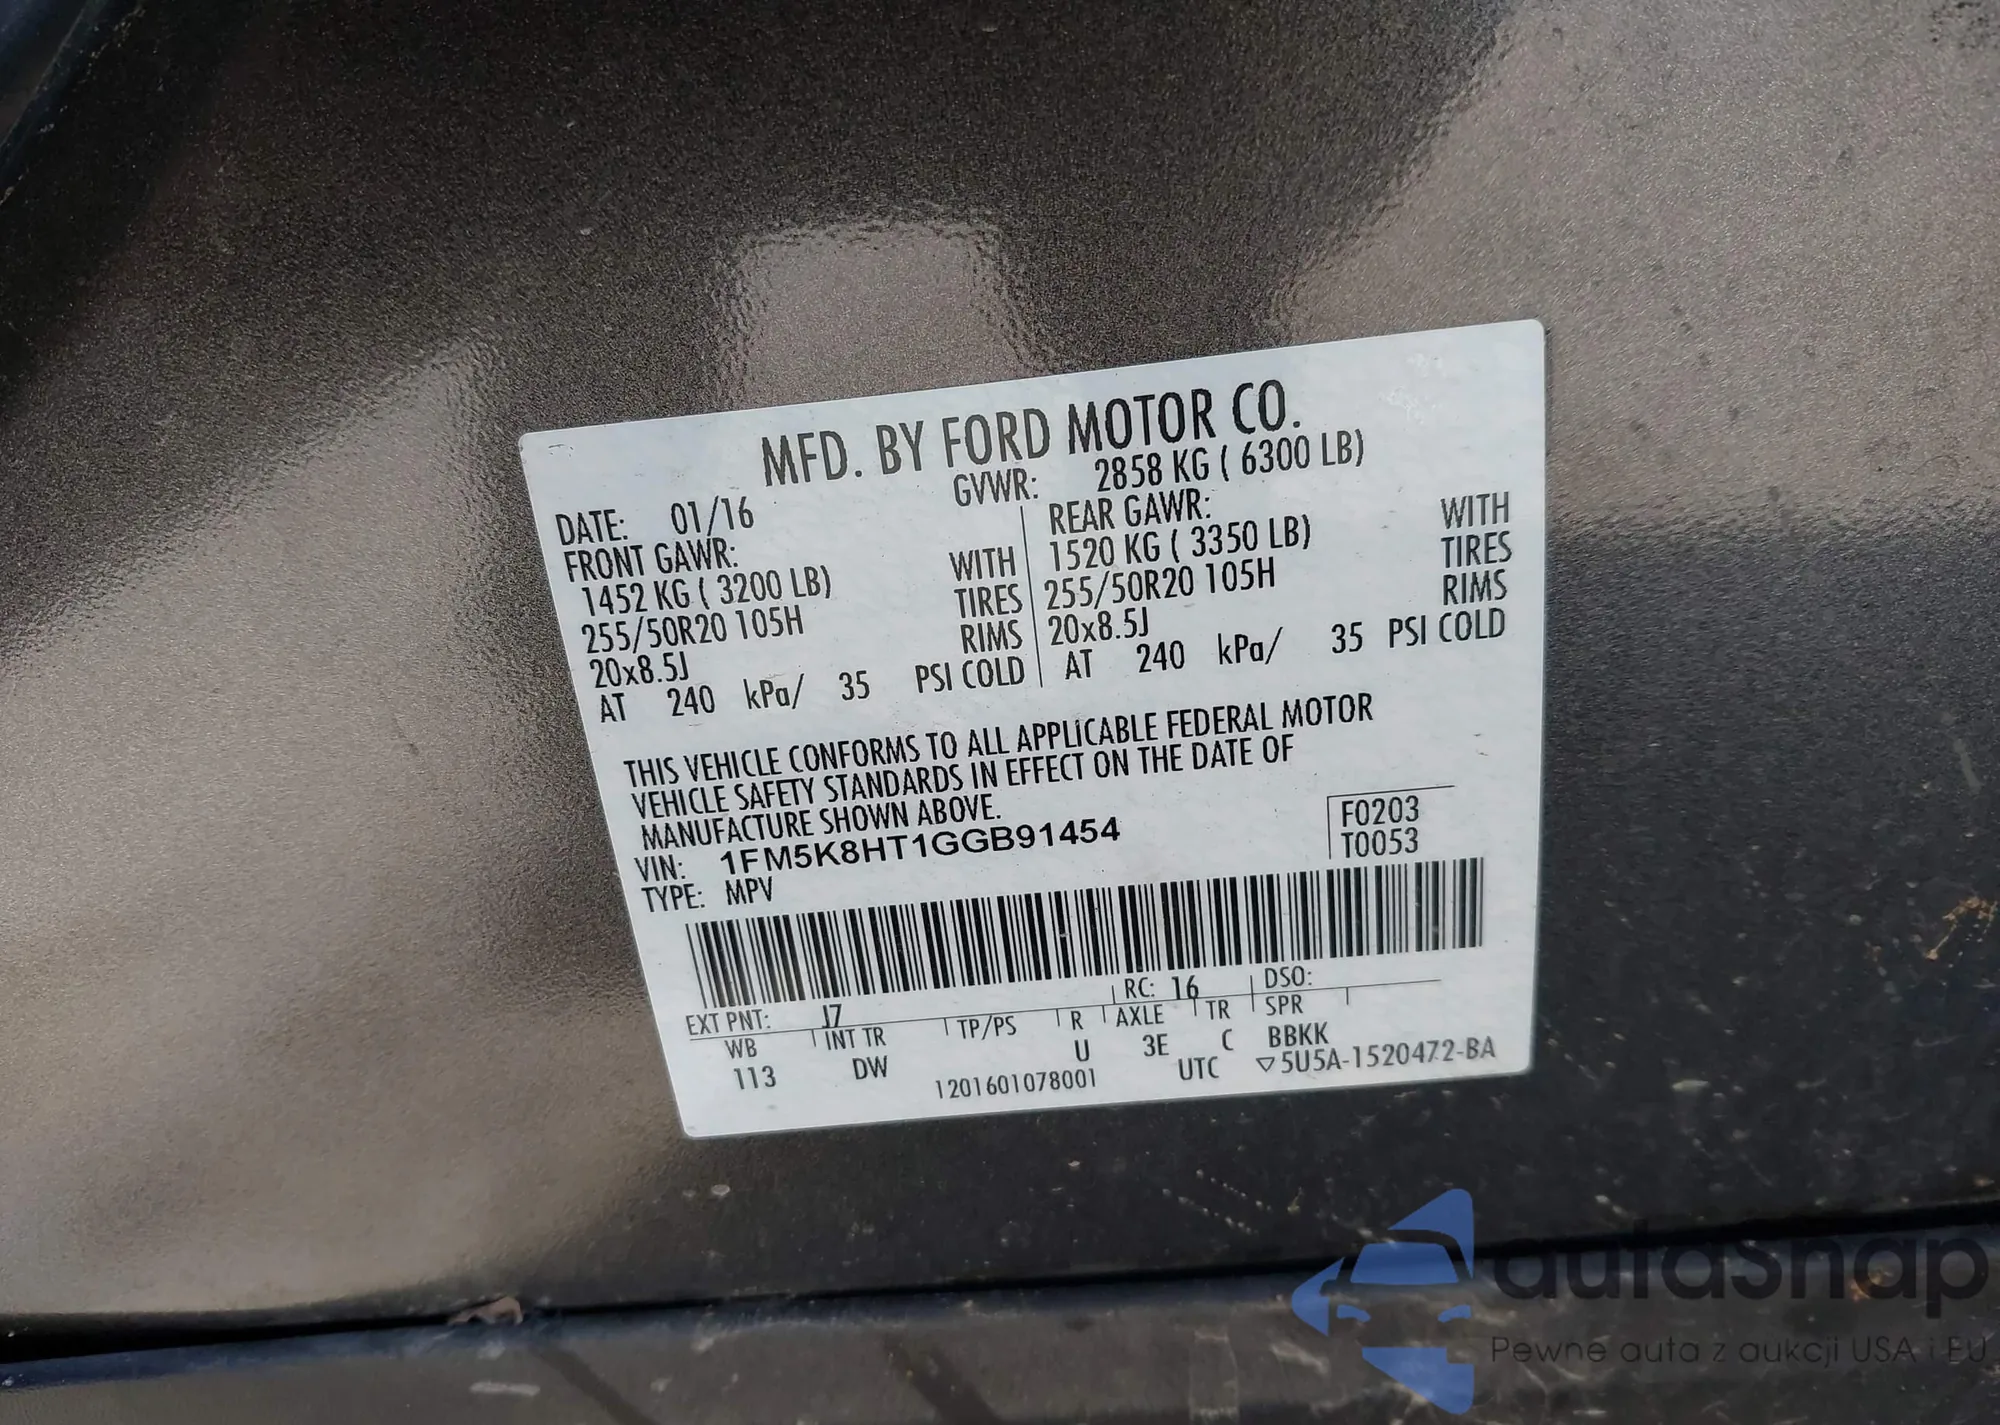 MFD. BY FORD MOTOR CO.
DATE: 01/16 GVWR: 2858 KG ( 6300 LB)
FRONT GAWR: REAR GAWR:
1452 KG ( 3200 LB) WITH 1520 KG ( 3350 LB) WITH
255/50R20 105H TIRES 255/50R20 105H TIRES
20x8.5J RIMS 20x8.5J RIMS
AT 240 kPa/ 35 PSI COLD AT 240 kPa/ 35 PSI COLD
THIS VEHICLE CONFORMS TO ALL APPLICABLE FEDERAL MOTOR
VEHICLE SAFETY STANDARDS IN EFFECT ON THE DATE OF
MANUFACTURE SHOWN ABOVE.
VIN: 1FM5K8HT1GGB91454
TYPE: MPV
F0203
T0053
EXT PNT: J7 RC: 16 DSO:
WB INT TR TP/PS R AXLE TR SPR
113 DW U 3E C BBKK
1201601078001 UTC ▽5U5A-1520472-BA
autasnap
Pewne auta z aukcji USA i EU